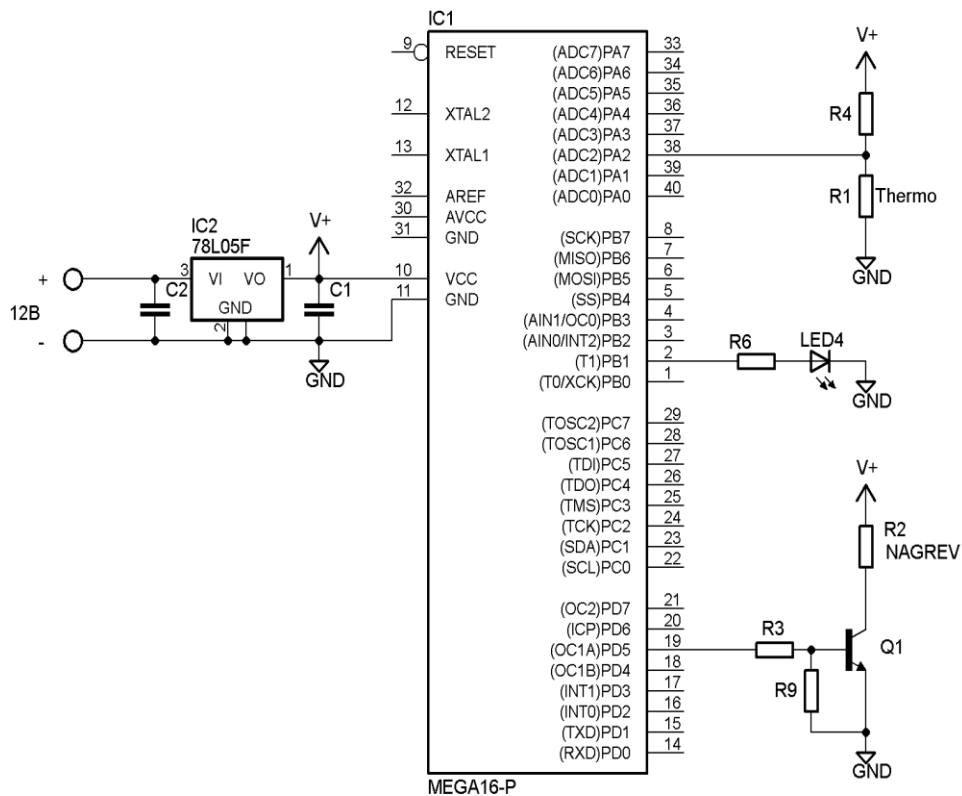 IC1
9 RESET
12 XTAL2
13 XTAL1
32 AREF
30 AVCC
31 GND
10 VCC
11 GND
(ADC7)PA7 33
(ADC6)PA6 34
(ADC5)PA5 35
(ADC4)PA4 36
(ADC3)PA3 37
(ADC2)PA2 38
(ADC1)PA1 39
(ADC0)PA0 40
(SCK)PB7 8
(MISO)PB6 7
(MOSI)PB5 6
(SS)PB4 5
(AIN1/OC0)PB3 4
(AIN0/INT2)PB2 3
(T1)PB1 2
(T0/XCK)PB0 1
(TOSC2)PC7 29
(TOSC1)PC6 28
(TDI)PC5 27
(TDO)PC4 26
(TMS)PC3 25
(TCK)PC2 24
(SDA)PC1 23
(SCL)PC0 22
(OC2)PD7 21
(ICP)PD6 20
(OC1A)PD5 19
(OC1B)PD4 18
(INT1)PD3 17
(INT0)PD2 16
(TXD)PD1 15
(RXD)PD0 14
MEGA16-P
IC2
78L05F
3 VI VO 1
GND
2
+
12В
-
C2
C1
V+
GND
V+
R4
R1 Thermo
GND
R6
LED4
GND
V+
R2
NAGREV
R3
Q1
R9
GND